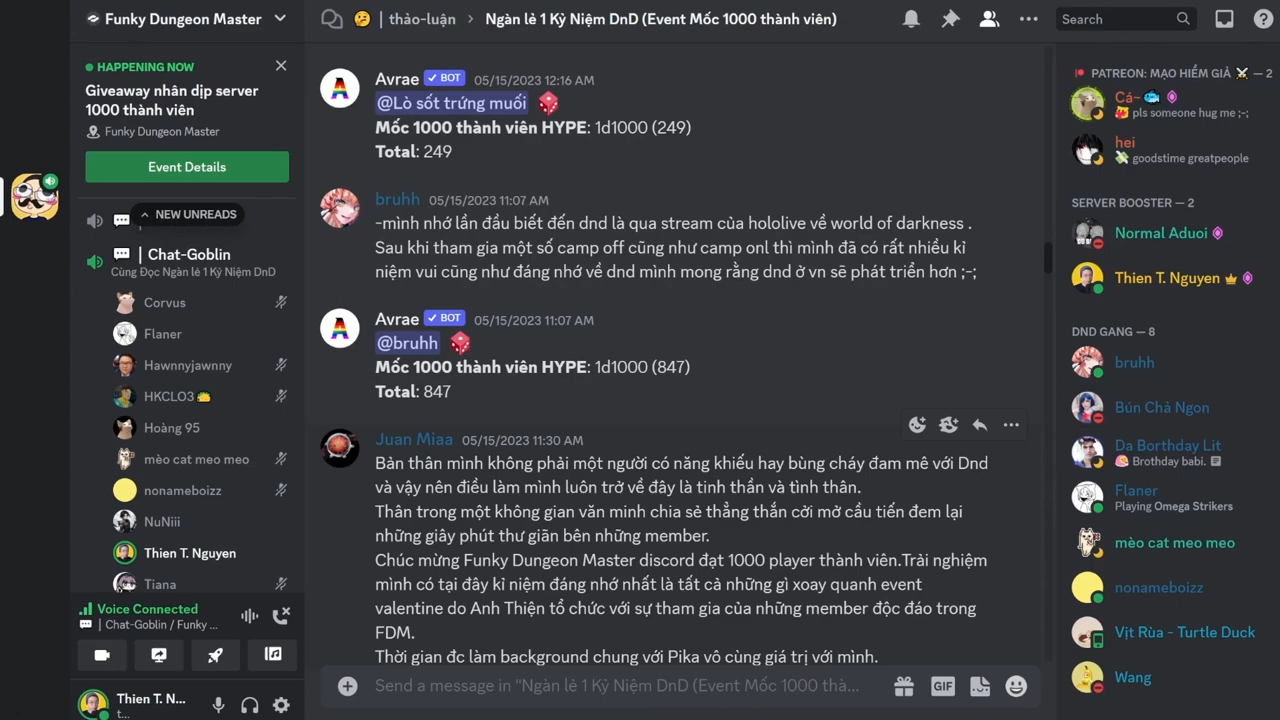 Funky Dungeon Master
HAPPENING NOW
Giveaway nhân dịp server
1000 thành viên
Funky Dungeon Master
Event Details
NEW UNREADS
| Chat-Goblin
Cùng Đọc Ngàn lẻ 1 Kỷ Niệm DnD
Corvus
Flaner
Hawnnyjawnny
HKCLO3 🌮
Hoàng 95
mèo cat meo meo
nonameboizz
NuNiii
Thien T. Nguyen
Tiana
Voice Connected
💬 | Chat-Goblin / Funky ...
Thien T. N...
t...
🤔 | thảo-luận > Ngàn lẻ 1 Kỷ Niệm DnD (Event Mốc 1000 thành viên)
Search
Avrae BOT 05/15/2023 12:16 AM
@Lò sốt trứng muối 🎲
Mốc 1000 thành viên HYPE: 1d1000 (249)
Total: 249
bruhh 05/15/2023 11:07 AM
-mình nhớ lần đầu biết đến dnd là qua stream của hololive về world of darkness .
Sau khi tham gia một số camp off cũng như camp onl thì mình đã có rất nhiều kỉ
niệm vui cũng như đáng nhớ về dnd mình mong rằng dnd ở vn sẽ phát triển hơn ;-;
Avrae BOT 05/15/2023 11:07 AM
@bruhh 🎲
Mốc 1000 thành viên HYPE: 1d1000 (847)
Total: 847
Juan Miaa 05/15/2023 11:30 AM
Bản thân mình không phải một người có năng khiếu hay bùng cháy đam mê với Dnd
và vậy nên điều làm mình luôn trở về đây là tinh thần và tình thân.
Thân trong một không gian văn minh chia sẻ thẳng thắn cởi mở cầu tiến đem lại
những giây phút thư giãn bên những member.
Chúc mừng Funky Dungeon Master discord đạt 1000 player thành viên.Trải nghiệm
mình có tại đây kỉ niệm đáng nhớ nhất là tất cả những gì xoay quanh event
valentine do Anh Thiện tổ chức với sự tham gia của những member độc đáo trong
FDM.
Thời gian đc làm background chung với Pika vô cùng giá trị với mình.
Send a message in "Ngàn lẻ 1 Kỷ Niệm DnD (Event Mốc 1000 thà...
GIF
PATREON: MẠO HIỂM GIẢ ⚔ — 2
Cá~ 🐟
pls someone hug me ;-;
hei
💸 goodstime greatpeople
SERVER BOOSTER — 2
Normal Aduoi
Thien T. Nguyen
DND GANG — 8
bruhh
Bún Chả Ngon
Da Borthday Lit
Brothday babi.
Flaner
Playing Omega Strikers
mèo cat meo meo
nonameboizz
Vịt Rùa - Turtle Duck
Wang